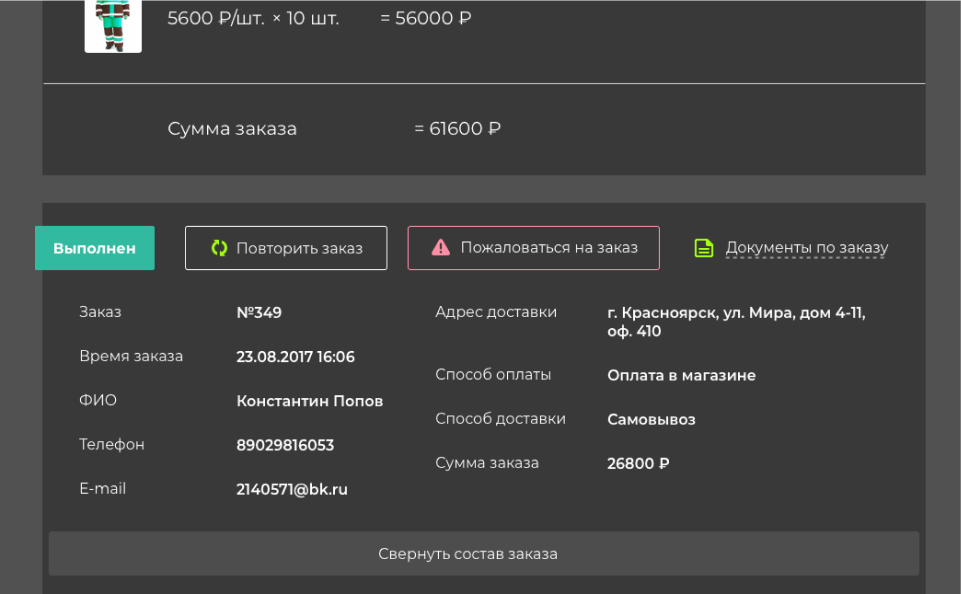 5600 ₽/шт. × 10 шт. = 56000 ₽
Сумма заказа = 61600 ₽
Выполнен Повторить заказ Пожаловаться на заказ Документы по заказу
Заказ №349
Время заказа 23.08.2017 16:06
ФИО Константин Попов
Телефон 89029816053
E-mail 2140571@bk.ru
Адрес доставки г. Красноярск, ул. Мира, дом 4-11,
оф. 410
Способ оплаты Оплата в магазине
Способ доставки Самовывоз
Сумма заказа 26800 ₽
Свернуть состав заказа